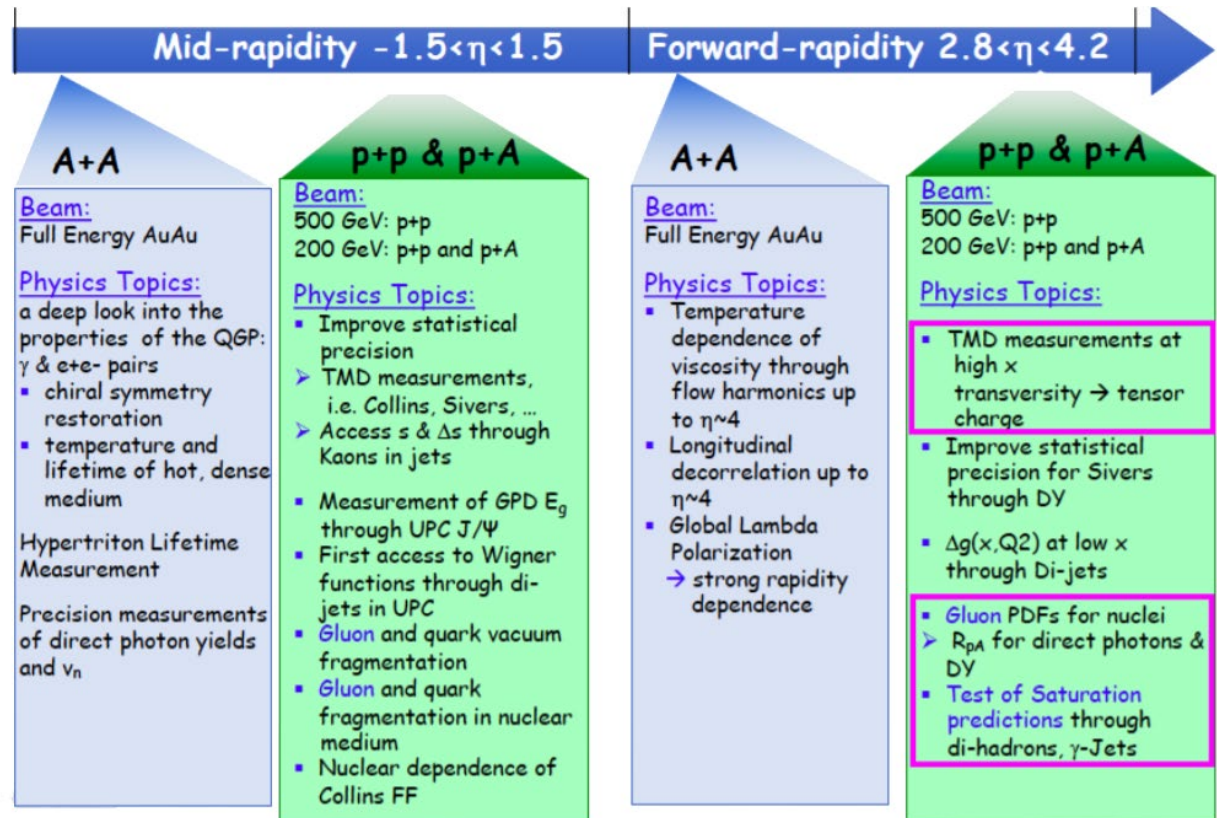 Mid-rapidity -1.5<η<1.5
Forward-rapidity 2.8<η<4.2
A+A
Beam:
Full Energy AuAu
Physics Topics:
a deep look into the
properties of the QGP:
γ & e+e- pairs
▪ chiral symmetry
restoration
▪ temperature and
lifetime of hot, dense
medium
Hypertriton Lifetime
Measurement
Precision measurements
of direct photon yields
and vₙ
p+p & p+A
Beam:
500 GeV: p+p
200 GeV: p+p and p+A
Physics Topics:
▪ Improve statistical
precision
➢ TMD measurements,
i.e. Collins, Sivers, …
➢ Access s & Δs through
Kaons in jets
▪ Measurement of GPD E_g
through UPC J/Ψ
▪ First access to Wigner
functions through di-
jets in UPC
▪ Gluon and quark vacuum
fragmentation
▪ Gluon and quark
fragmentation in nuclear
medium
▪ Nuclear dependence of
Collins FF
A+A
Beam:
Full Energy AuAu
Physics Topics:
▪ Temperature
dependence of
viscosity through
flow harmonics up
to η~4
▪ Longitudinal
decorrelation up to
η~4
▪ Global Lambda
Polarization
→ strong rapidity
dependence
p+p & p+A
Beam:
500 GeV: p+p
200 GeV: p+p and p+A
Physics Topics:
▪ TMD measurements at
high x
transversity → tensor
charge
▪ Improve statistical
precision for Sivers
through DY
▪ Δg(x,Q2) at low x
through Di-jets
▪ Gluon PDFs for nuclei
➢ R_pA for direct photons &
DY
▪ Test of Saturation
predictions through
di-hadrons, γ-Jets